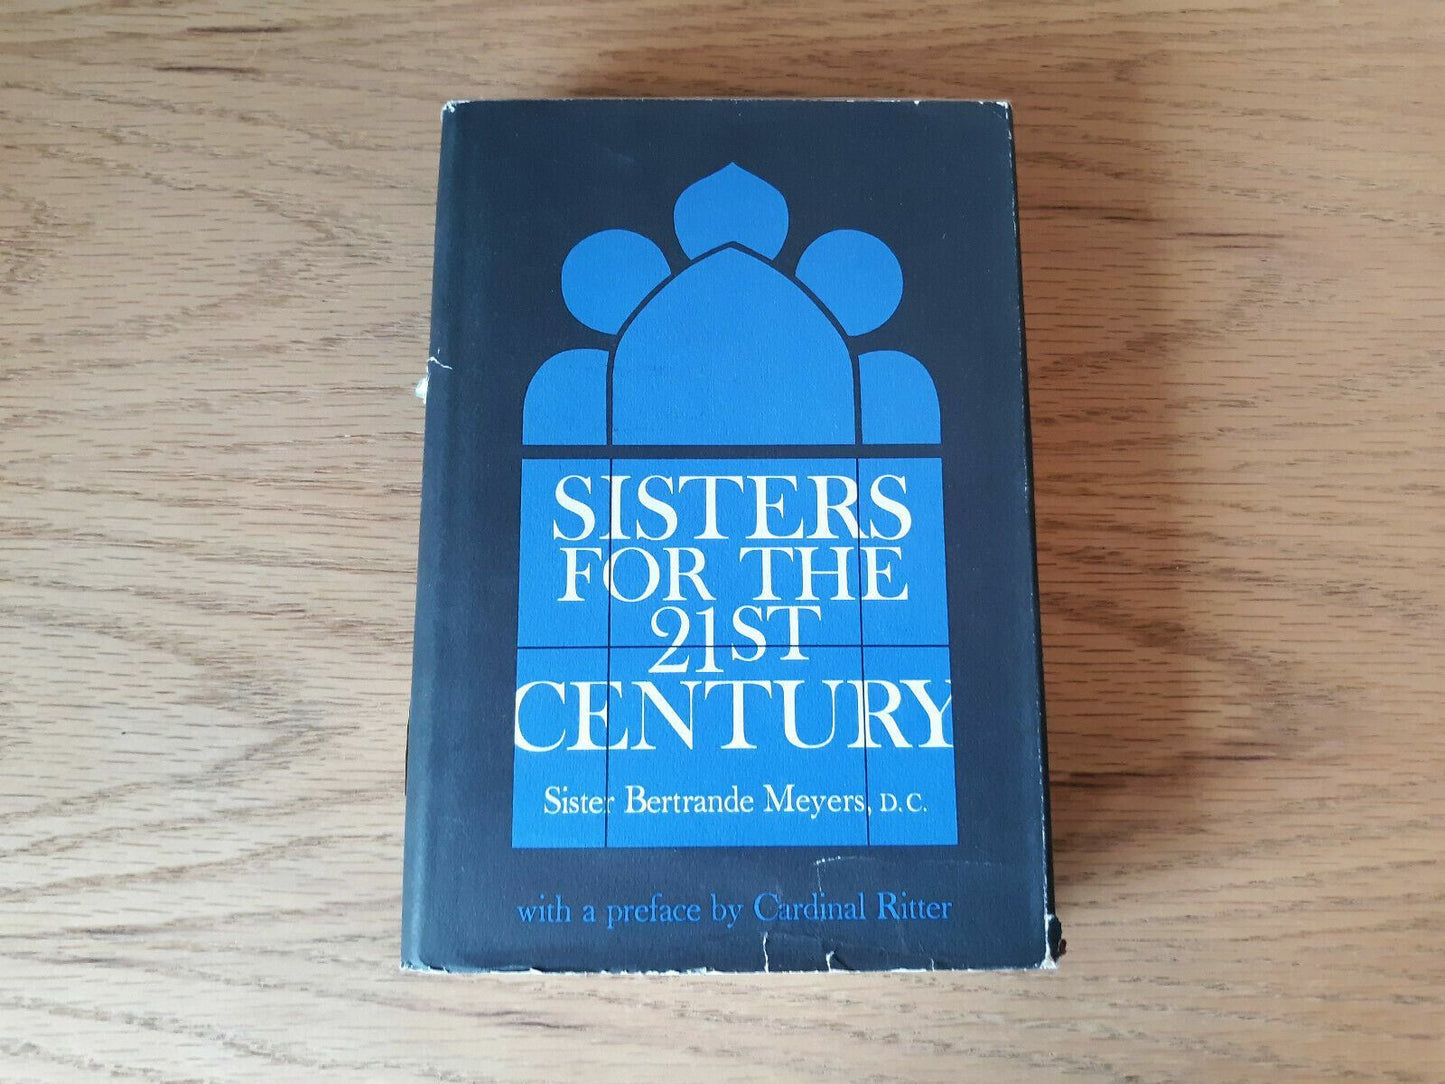 SISTERS
FOR THE
21ST
CENTURY
Sister Bertrande Meyers, D.C.
with a preface by Cardinal Ritter